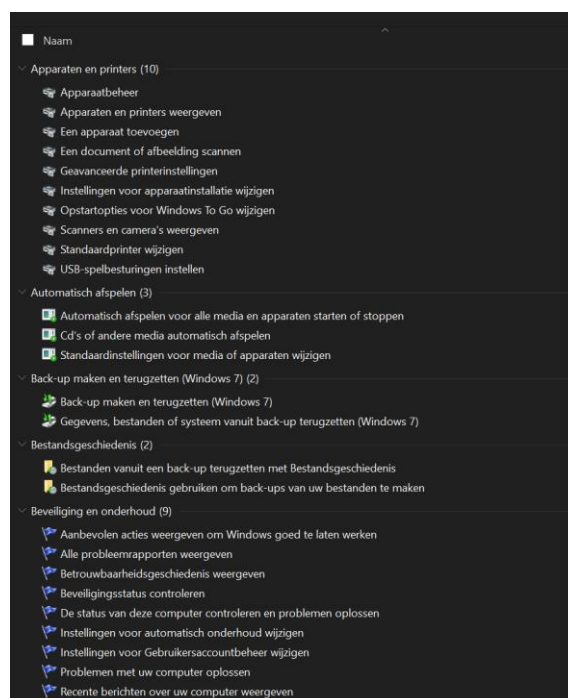 Naam
Apparaten en printers (10)
Apparaatbeheer
Apparaten en printers weergeven
Een apparaat toevoegen
Een document of afbeelding scannen
Geavanceerde printerinstellingen
Instellingen voor apparaatinstallatie wijzigen
Opstartopties voor Windows To Go wijzigen
Scanners en camera's weergeven
Standaardprinter wijzigen
USB-spelbesturingen instellen
Automatisch afspelen (3)
Automatisch afspelen voor alle media en apparaten starten of stoppen
Cd's of andere media automatisch afspelen
Standaardinstellingen voor media of apparaten wijzigen
Back-up maken en terugzetten (Windows 7) (2)
Back-up maken en terugzetten (Windows 7)
Gegevens, bestanden of systeem vanuit back-up terugzetten (Windows 7)
Bestandsgeschiedenis (2)
Bestanden vanuit een back-up terugzetten met Bestandsgeschiedenis
Bestandsgeschiedenis gebruiken om back-ups van uw bestanden te maken
Beveiliging en onderhoud (9)
Aanbevolen acties weergeven om Windows goed te laten werken
Alle probleemrapporten weergeven
Betrouwbaarheidsgeschiedenis weergeven
Beveiligingsstatus controleren
De status van deze computer controleren en problemen oplossen
Instellingen voor automatisch onderhoud wijzigen
Instellingen voor Gebruikersaccountbeheer wijzigen
Problemen met uw computer oplossen
Recente berichten over uw computer weergeven